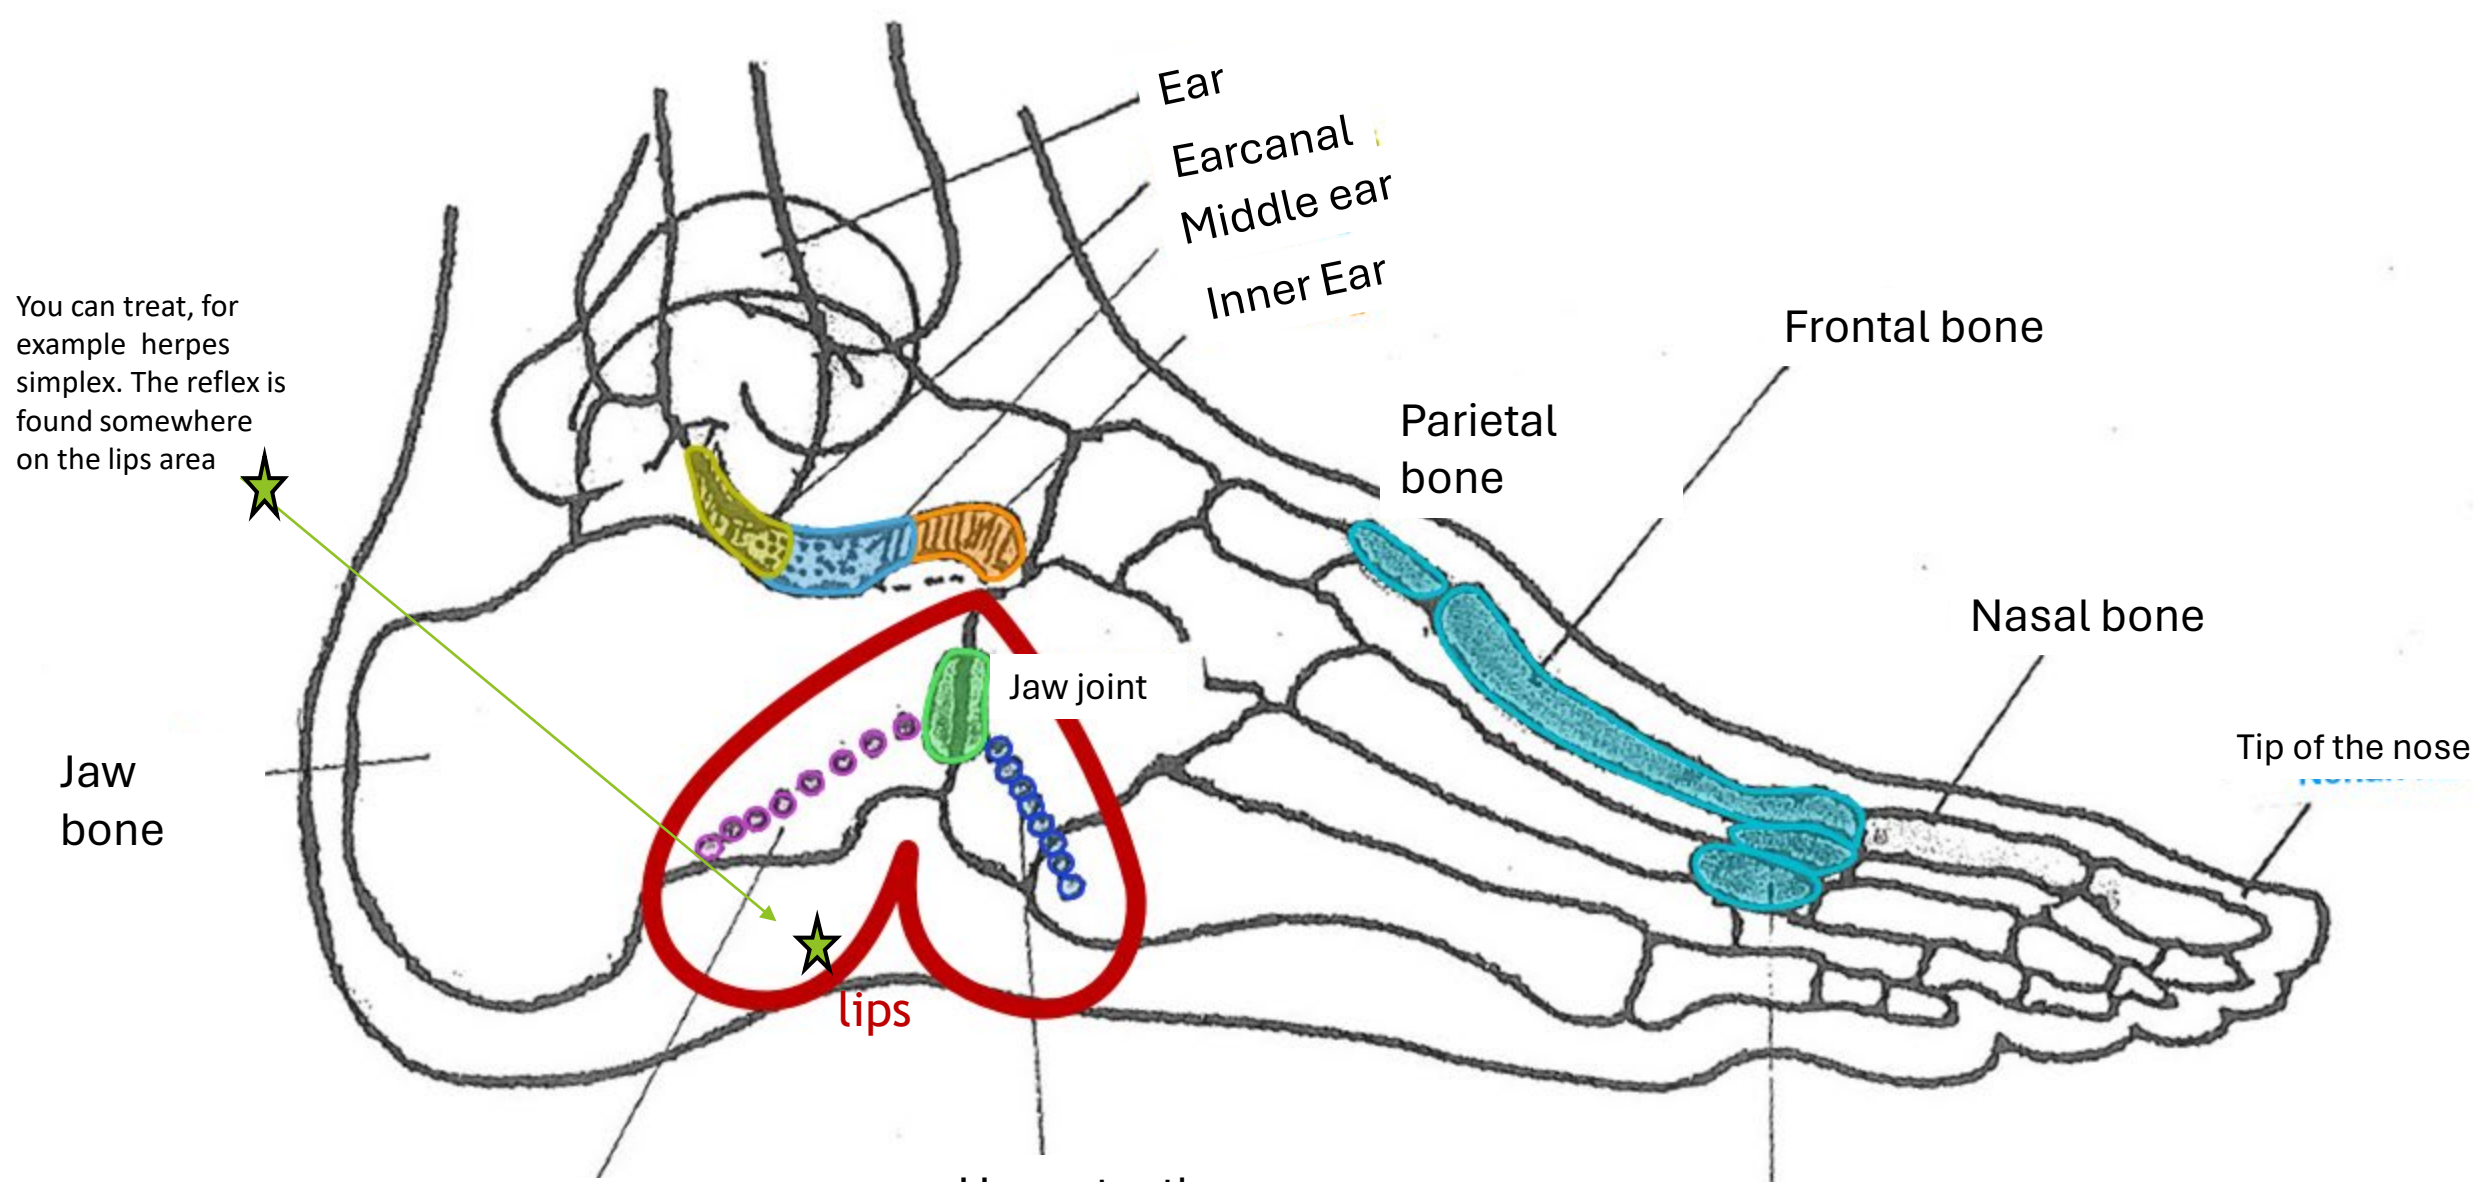 Ear
Earcanal
Middle ear
Inner Ear
You can treat, for
example herpes
simplex. The reflex is
found somewhere
on the lips area
Frontal bone
Parietal
bone
Nasal bone
Jaw joint
Tip of the nose
Jaw
bone
lips